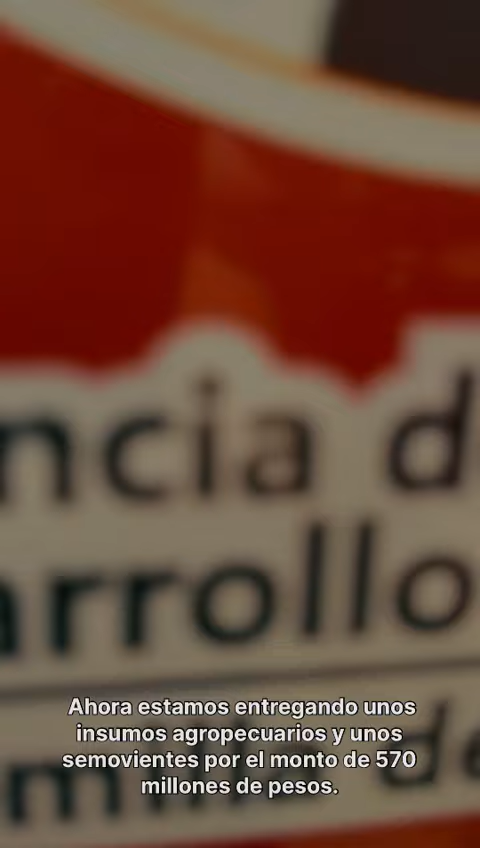 ncia d
arrollo
Ahora estamos entregando unos
insumos agropecuarios y unos
semovientes por el monto de 570
millones de pesos.